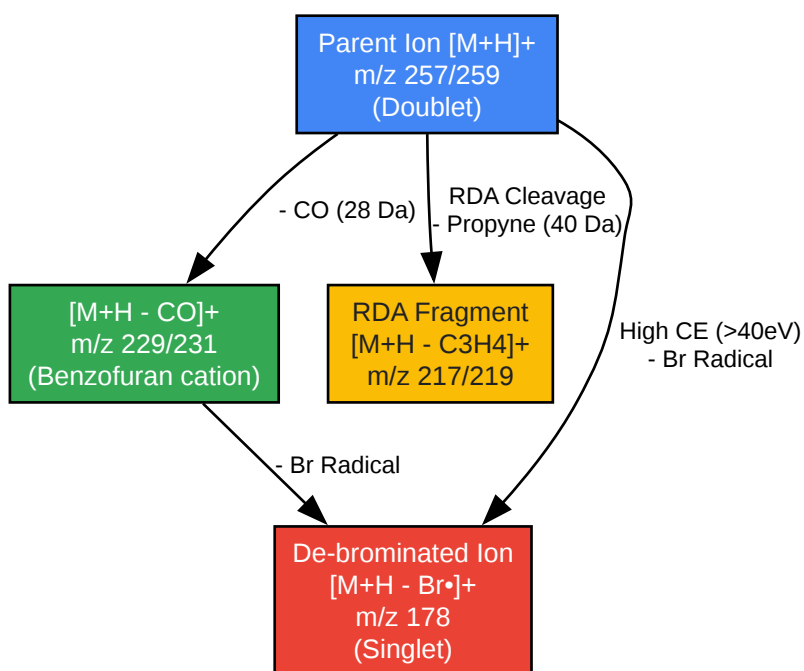 Parent Ion [M+H]+
m/z 257/259
(Doublet)
- CO (28 Da)
RDA Cleavage
- Propyne (40 Da)
High CE (>40eV)
- Br Radical
[M+H - CO]+
m/z 229/231
(Benzofuran cation)
RDA Fragment
[M+H - C3H4]+
m/z 217/219
- Br Radical
De-brominated Ion
[M+H - Br•]+
m/z 178
(Singlet)